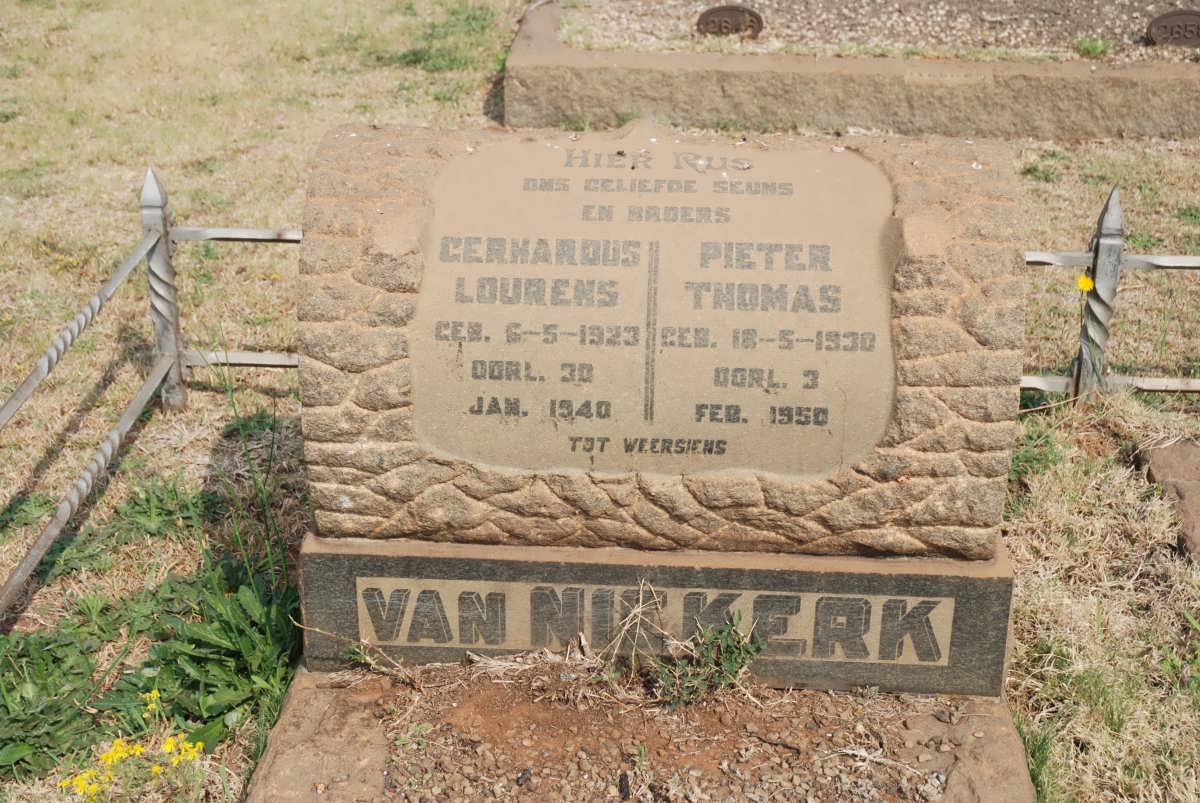 HIER RUS
ONS GELIEFDE SEUNS
EN BROERS
GERHARDUS
LOURENS
GEB. 6-5-1933
OORL. 30
JAN. 1940
PIETER
THOMAS
GEB. 18-5-1930
OORL. 3
FEB. 1950
TOT WEERSIENS
VAN NIEKERK